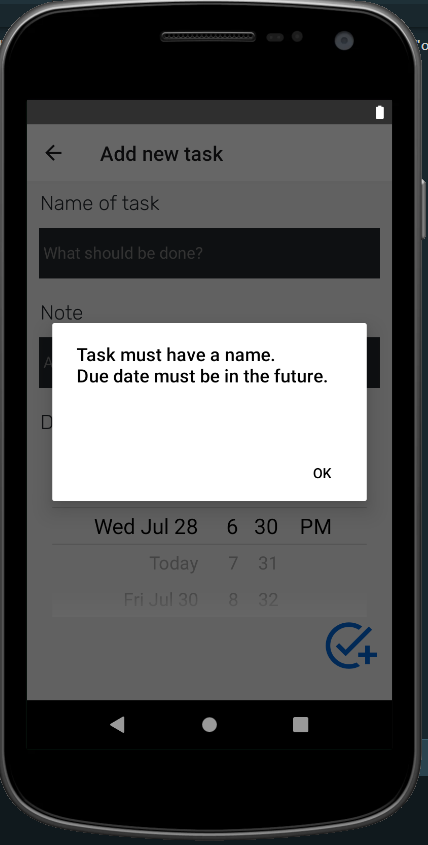 Add new task
Name of task
What should be done?
Note
A
D
Task must have a name.
Due date must be in the future.
OK
Wed Jul 28 6 30 PM
Today 7 31
Fri Jul 30 8 32